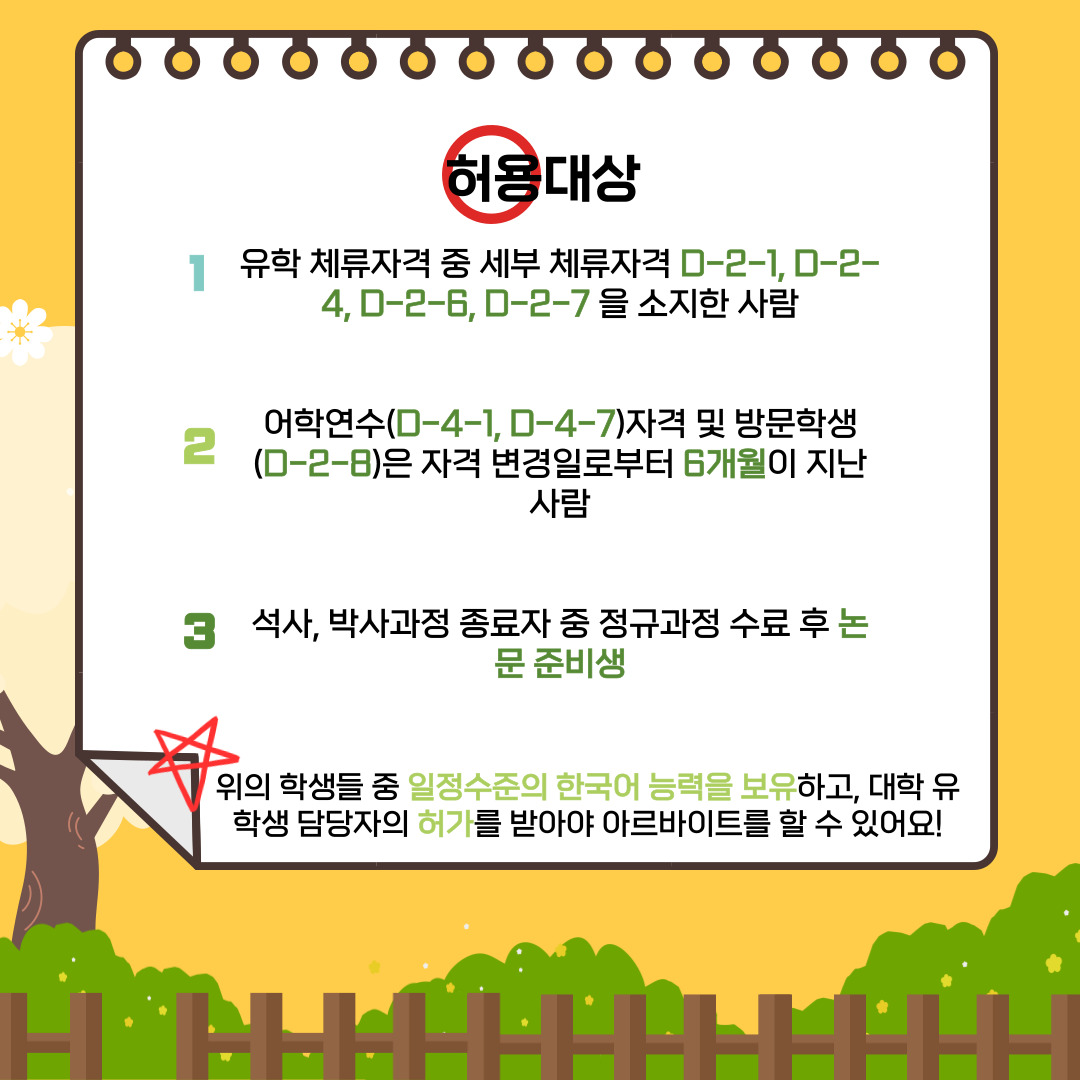 허용대상
1 유학 체류자격 중 세부 체류자격 D-2-1, D-2-
4, D-2-6, D-2-7 을 소지한 사람
2 어학연수(D-4-1, D-4-7)자격 및 방문학생
(D-2-8)은 자격 변경일로부터 6개월이 지난
사람
3 석사, 박사과정 종료자 중 정규과정 수료 후 논
문 준비생
위의 학생들 중 일정수준의 한국어 능력을 보유하고, 대학 유
학생 담당자의 허가를 받아야 아르바이트를 할 수 있어요!